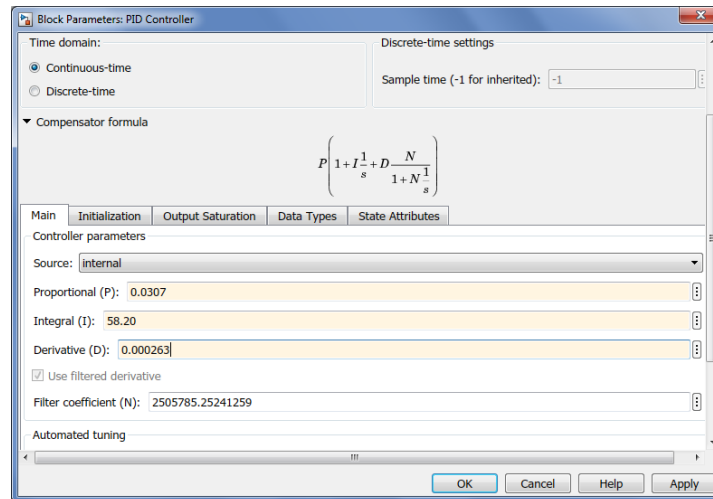 Block Parameters: PID Controller
Time domain:
Continuous-time
Discrete-time
Discrete-time settings
Sample time (-1 for inherited): -1
Compensator formula
P(1+I 1/s +D N/(1+N 1/s))
Main Initialization Output Saturation Data Types State Attributes
Controller parameters
Source: internal
Proportional (P): 0.0307
Integral (I): 58.20
Derivative (D): 0.000263
Use filtered derivative
Filter coefficient (N): 2505785.25241259
Automated tuning
OK Cancel Help Apply